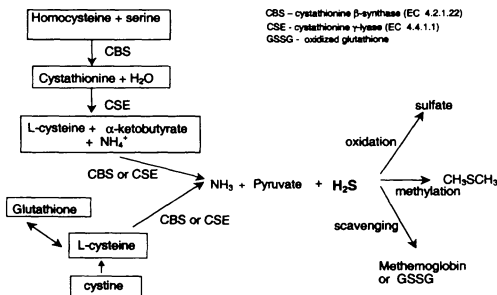 Homocysteine + serine
CBS – cystathionine β-synthase (EC 4.2.1.22)
CSE - cystathionine γ-lyase (EC 4.4.1.1)
GSSG - oxidized glutathione
CBS
Cystathionine + H₂O
CSE
L-cysteine + α-ketobutyrate
+ NH₄⁺
CBS or CSE
NH₃ + Pyruvate + H₂S
sulfate
oxidation
CH₃SCH₃
methylation
scavenging
Methemoglobin
or GSSG
Glutathione
CBS or CSE
L-cysteine
cystine